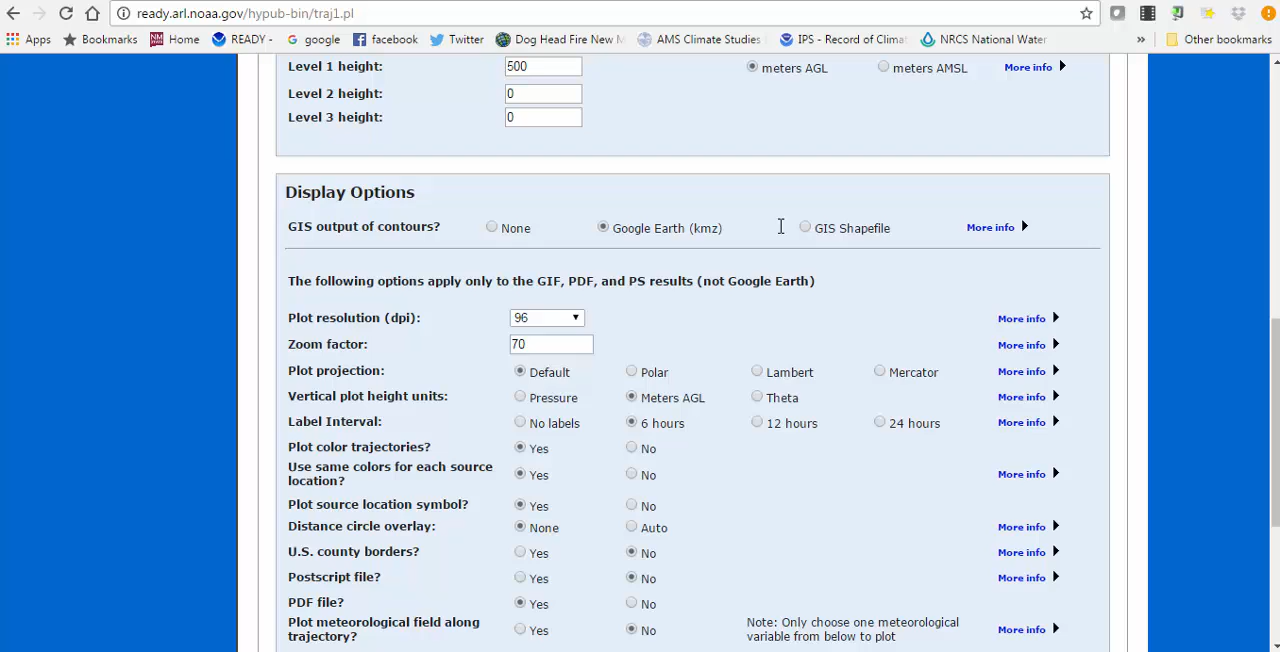 ready.arl.noaa.gov/hypub-bin/traj1.pl
Apps Bookmarks Home READY - google facebook Twitter Dog Head Fire New M AMS Climate Studies IPS - Record of Climat NRCS National Water » Other bookmarks
Level 1 height: 500 meters AGL meters AMSL More info
Level 2 height: 0
Level 3 height: 0
Display Options
GIS output of contours? None Google Earth (kmz) GIS Shapefile More info
The following options apply only to the GIF, PDF, and PS results (not Google Earth)
Plot resolution (dpi): 96 More info
Zoom factor: 70 More info
Plot projection: Default Polar Lambert Mercator More info
Vertical plot height units: Pressure Meters AGL Theta More info
Label Interval: No labels 6 hours 12 hours 24 hours More info
Plot color trajectories? Yes No
Use same colors for each source
location? Yes No More info
Plot source location symbol? Yes No
Distance circle overlay: None Auto More info
U.S. county borders? Yes No More info
Postscript file? Yes No More info
PDF file? Yes No
Plot meteorological field along
trajectory? Yes No Note: Only choose one meteorological
variable from below to plot More info